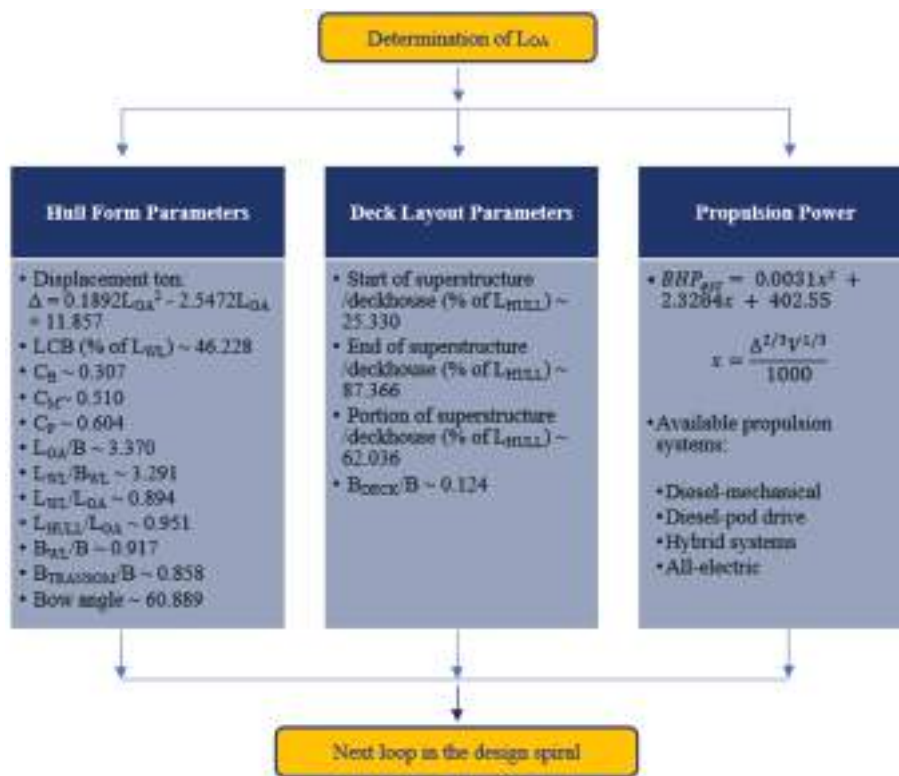 Determination of LOA
Hull Form Parameters
• Displacement ton:
Δ = 0.1892LOA² - 2.5472LOA
+ 11.857
• LCB (% of LWL) ~ 46.228
• CB ~ 0.307
• CM ~ 0.510
• CP ~ 0.604
• LOA/B ~ 3.370
• LWL/BWL ~ 3.291
• LWL/LOA ~ 0.894
• LHULL/LOA ~ 0.951
• BWL/B ~ 0.917
• BTRANSOM/B ~ 0.858
• Bow angle ~ 60.889
Deck Layout Parameters
• Start of superstructure
/deckhouse (% of LHULL) ~
25.330
• End of superstructure
/deckhouse (% of LHULL) ~
87.366
• Portion of superstructure
/deckhouse (% of LHULL) ~
62.036
• BDECK/B ~ 0.124
Propulsion Power
• BHPest = 0.0031x² +
2.3264x + 402.55
x = Δ^2/3 V^1/3 / 1000
• Available propulsion
systems:
• Diesel-mechanical
• Diesel-pod drive
• Hybrid systems
• All-electric
Next loop in the design spiral